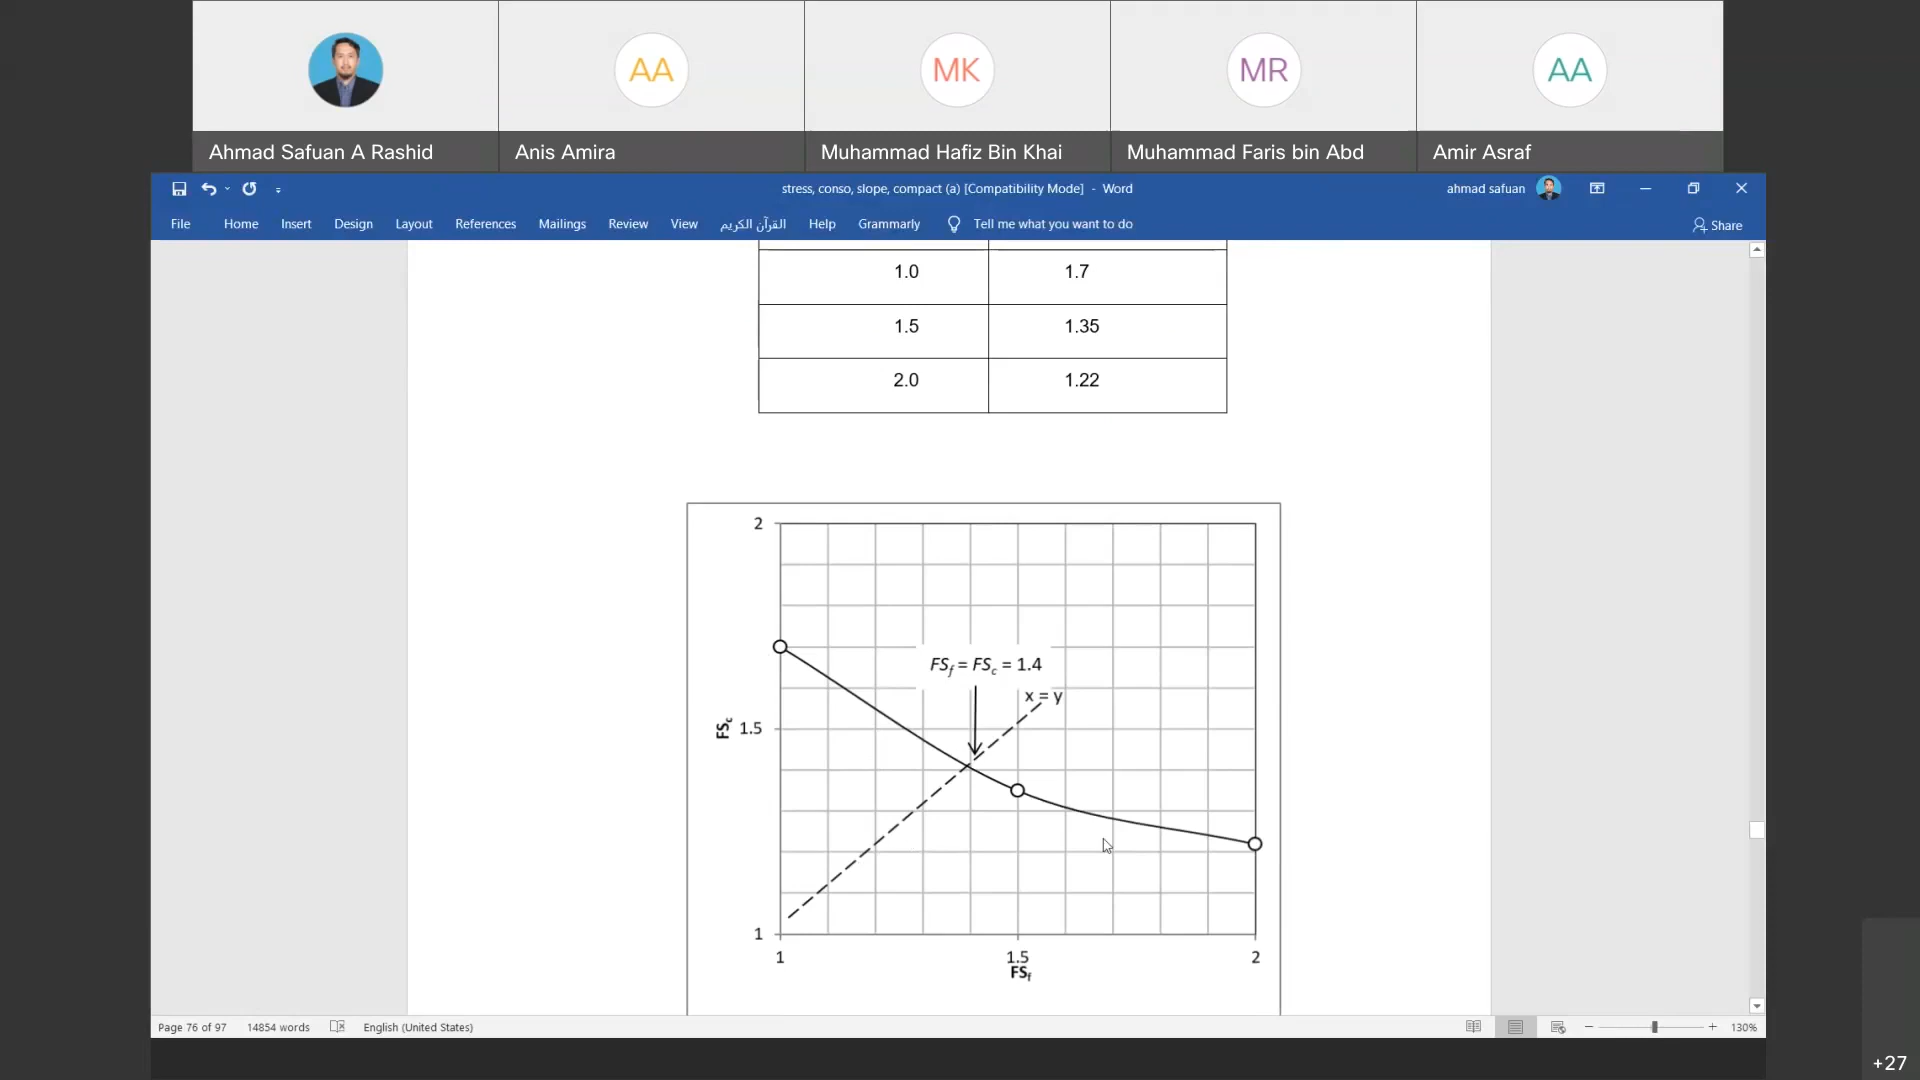 AA
MK
MR
AA
Ahmad Safuan A Rashid
Anis Amira
Muhammad Hafiz Bin Khai
Muhammad Faris bin Abd
Amir Asraf
stress, conso, slope, compact (a) [Compatibility Mode] - Word
ahmad safuan
File Home Insert Design Layout References Mailings Review View القرآن الكريم Help Grammarly Tell me what you want to do
Share
1.0 1.7
1.5 1.35
2.0 1.22
2
FSf = FSc = 1.4
x = y
FSc
1.5
1
1 1.5 2
FSf
Page 76 of 97 14854 words English (United States)
130%
+27